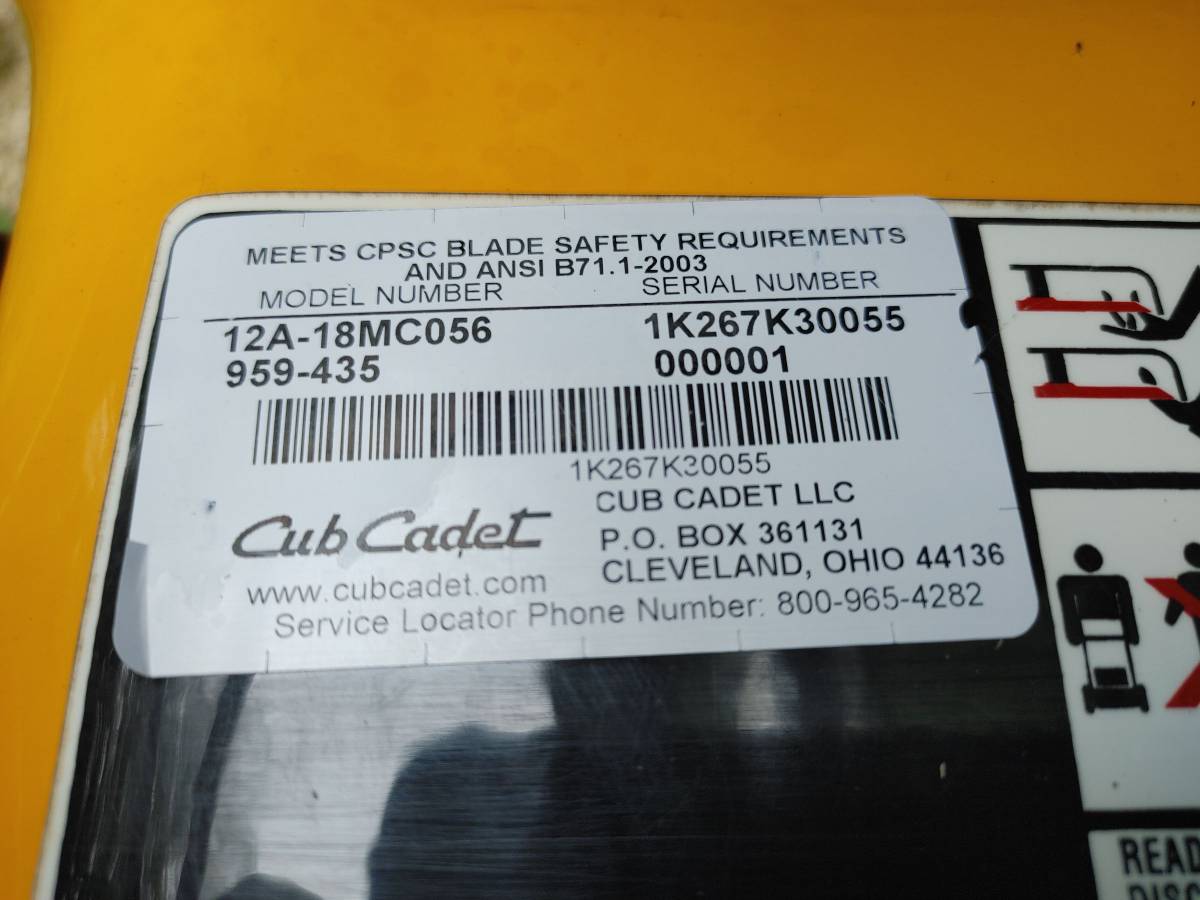 MEETS CPSC BLADE SAFETY REQUIREMENTS
AND ANSI B71.1-2003
MODEL NUMBER SERIAL NUMBER
12A-18MC056 1K267K30055
959-435 000001
1K267K30055
Cub Cadet CUB CADET LLC
P.O. BOX 361131
www.cubcadet.com CLEVELAND, OHIO 44136
Service Locator Phone Number: 800-965-4282
READ